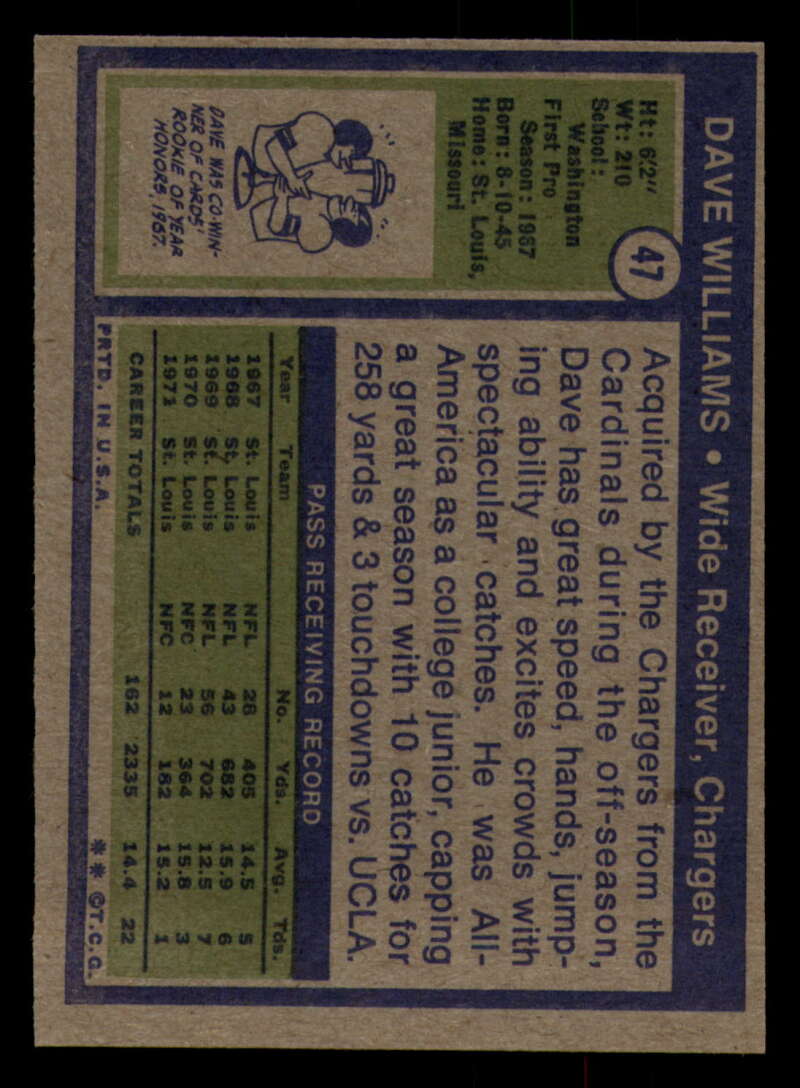 DAVE WILLIAMS • Wide Receiver, Chargers
47
Ht: 6'2"
Wt: 210
School:
Washington
First Pro
Season: 1967
Born: 8-10-45
Home: St. Louis,
Missouri
DAVE WAS CO-WIN-
NER OF CARDS'
ROOKIE OF YEAR
HONORS, 1967.
Acquired by the Chargers from the
Cardinals during the off-season,
Dave has great speed, hands, jump-
ing ability and excites crowds with
spectacular catches. He was All-
America as a college junior, capping
a great season with 10 catches for
258 yards & 3 touchdowns vs. UCLA.
PASS RECEIVING RECORD
Year Team No. Yds. Avg. Tds.
1967 St. Louis NFL 28 405 14.5 5
1968 St. Louis NFL 43 682 15.9 6
1969 St. Louis NFL 56 702 12.5 7
1970 St. Louis NFC 23 364 15.8 3
1971 St. Louis NFC 12 182 15.2 1
CAREER TOTALS 162 2335 14.4 22
PRTD. IN U.S.A. ** ©T.C.G.